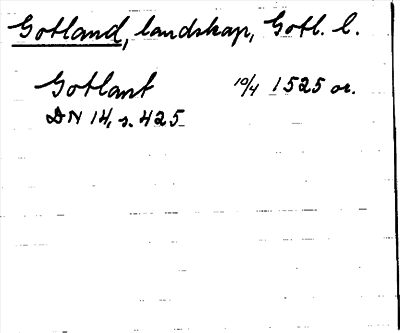 Gotland, landskap, Gotl. l.
Gotlant 10/4 1525 or.
DN 14, s. 425